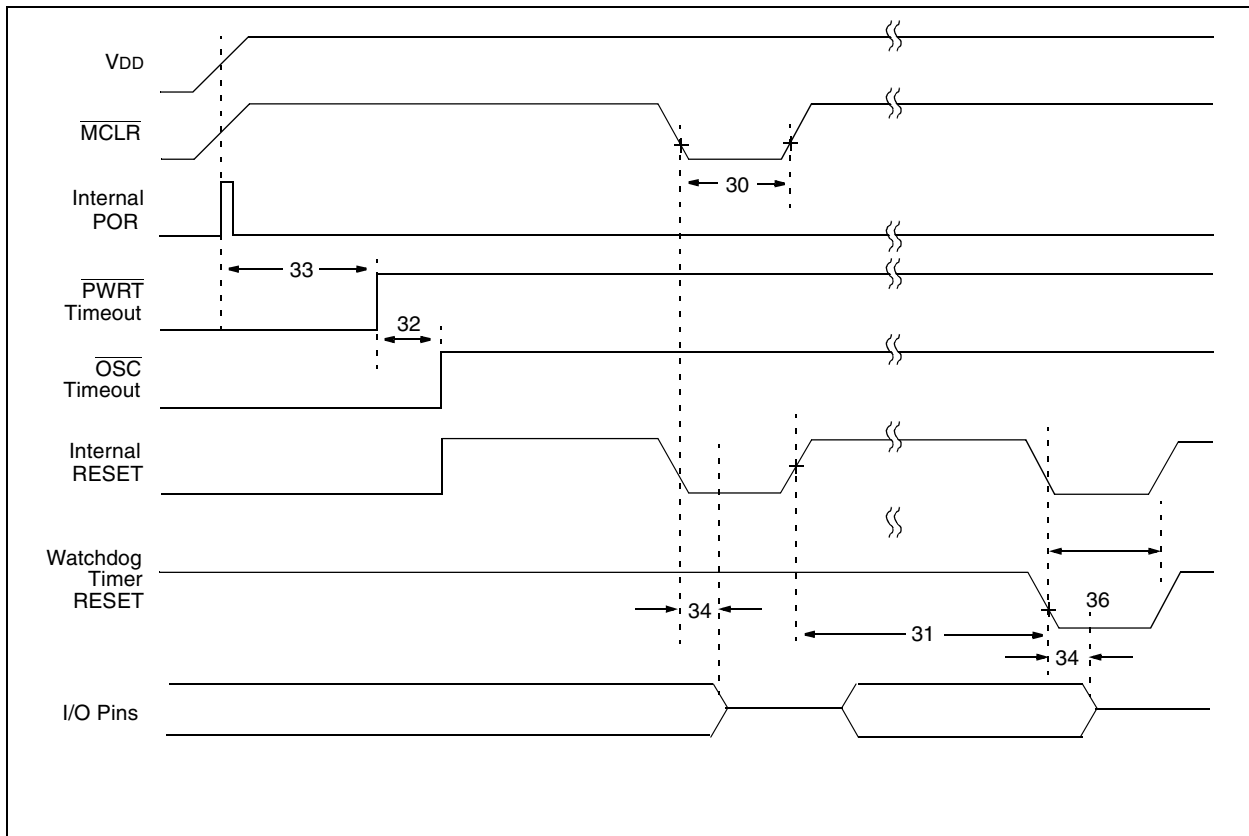 VDD
MCLR
30
Internal
POR
33
PWRT
Timeout
32
OSC
Timeout
Internal
RESET
Watchdog
Timer
RESET
34
31
36
34
I/O Pins